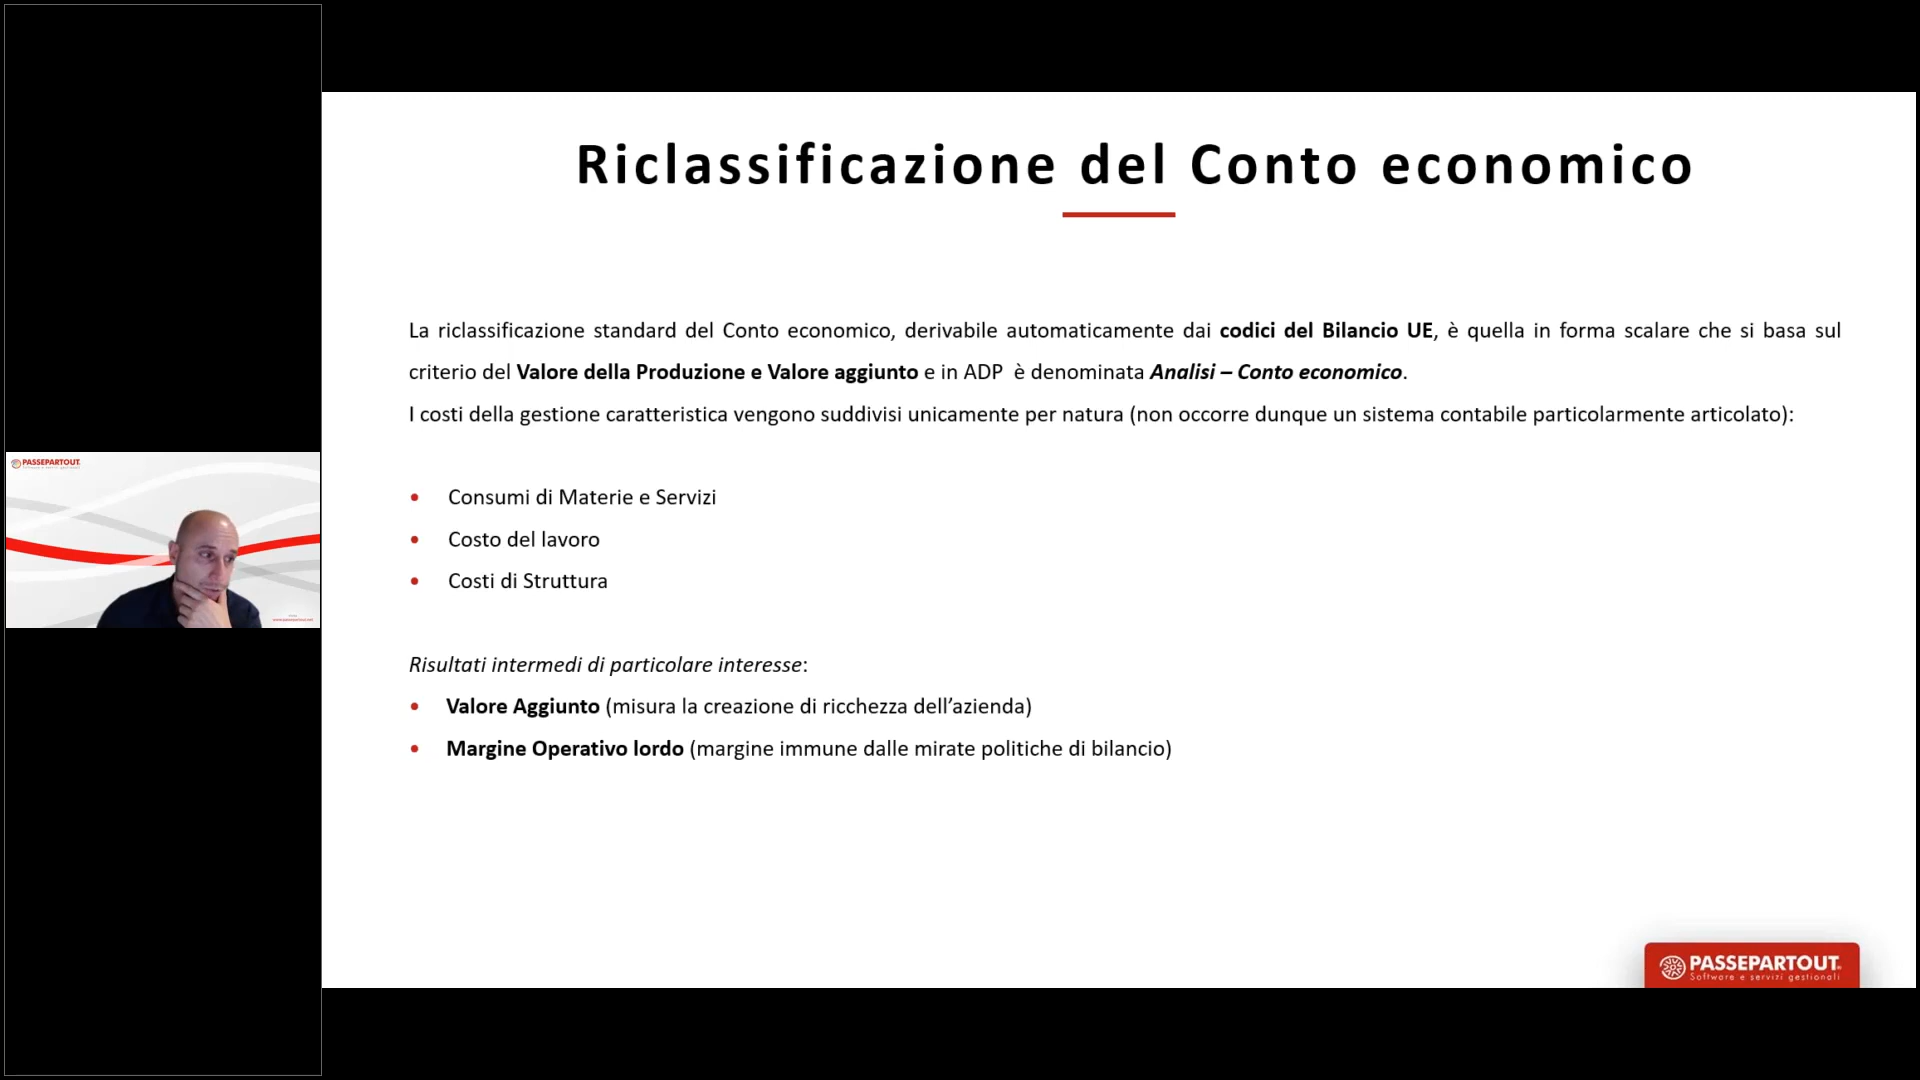 Riclassificazione del Conto economico
La riclassificazione standard del Conto economico, derivabile automaticamente dai codici del Bilancio UE, è quella in forma scalare che si basa sul
criterio del Valore della Produzione e Valore aggiunto e in ADP è denominata Analisi – Conto economico.
I costi della gestione caratteristica vengono suddivisi unicamente per natura (non occorre dunque un sistema contabile particolarmente articolato):
• Consumi di Materie e Servizi
• Costo del lavoro
• Costi di Struttura
Risultati intermedi di particolare interesse:
• Valore Aggiunto (misura la creazione di ricchezza dell’azienda)
• Margine Operativo lordo (margine immune dalle mirate politiche di bilancio)
PASSEPARTOUT
PASSEPARTOUT
Software e servizi gestionali